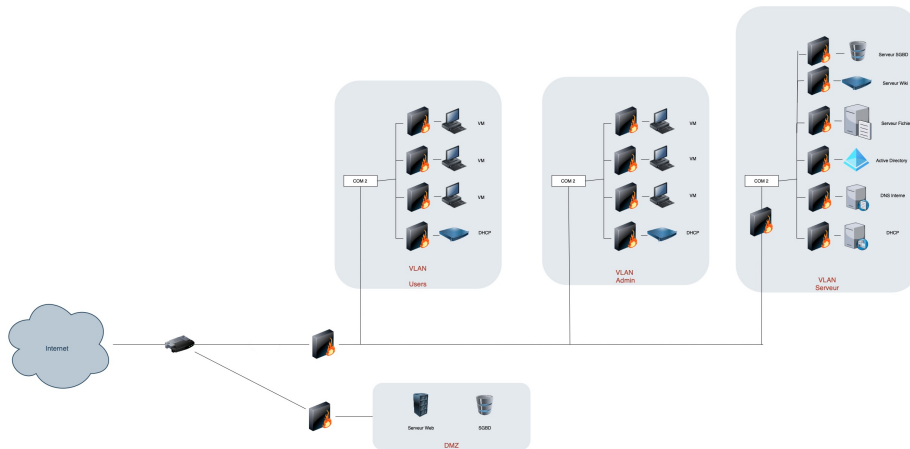 Serveur SGBD
Serveur Wiki
Serveur Fichier
Active Directory
DNS Interne
DHCP
COM 2
VLAN
Serveur
VM
VM
VM
DHCP
COM 2
VLAN
Users
VM
VM
VM
DHCP
COM 2
VLAN
Admin
Internet
Serveur Web
SGBD
DMZ